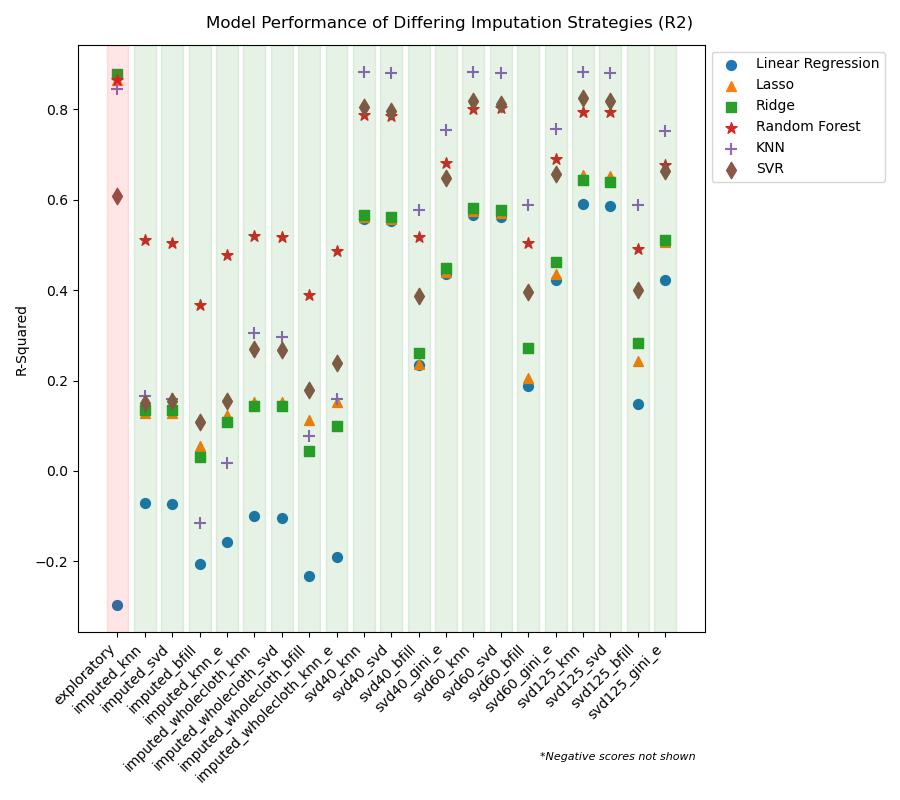 Model Performance of Differing Imputation Strategies (R2)
Linear Regression
Lasso
Ridge
Random Forest
KNN
SVR
R-Squared
0.8
0.6
0.4
0.2
0.0
−0.2
exploratory
imputed_knn
imputed_svd
imputed_bfill
imputed_knn_e
imputed_wholecloth_knn
imputed_wholecloth_svd
imputed_wholecloth_bfill
imputed_wholecloth_knn_e
svd40_knn
svd40_svd
svd40_bfill
svd40_gini_e
svd60_knn
svd60_svd
svd60_bfill
svd60_gini_e
svd125_knn
svd125_svd
svd125_bfill
svd125_gini_e
*Negative scores not shown